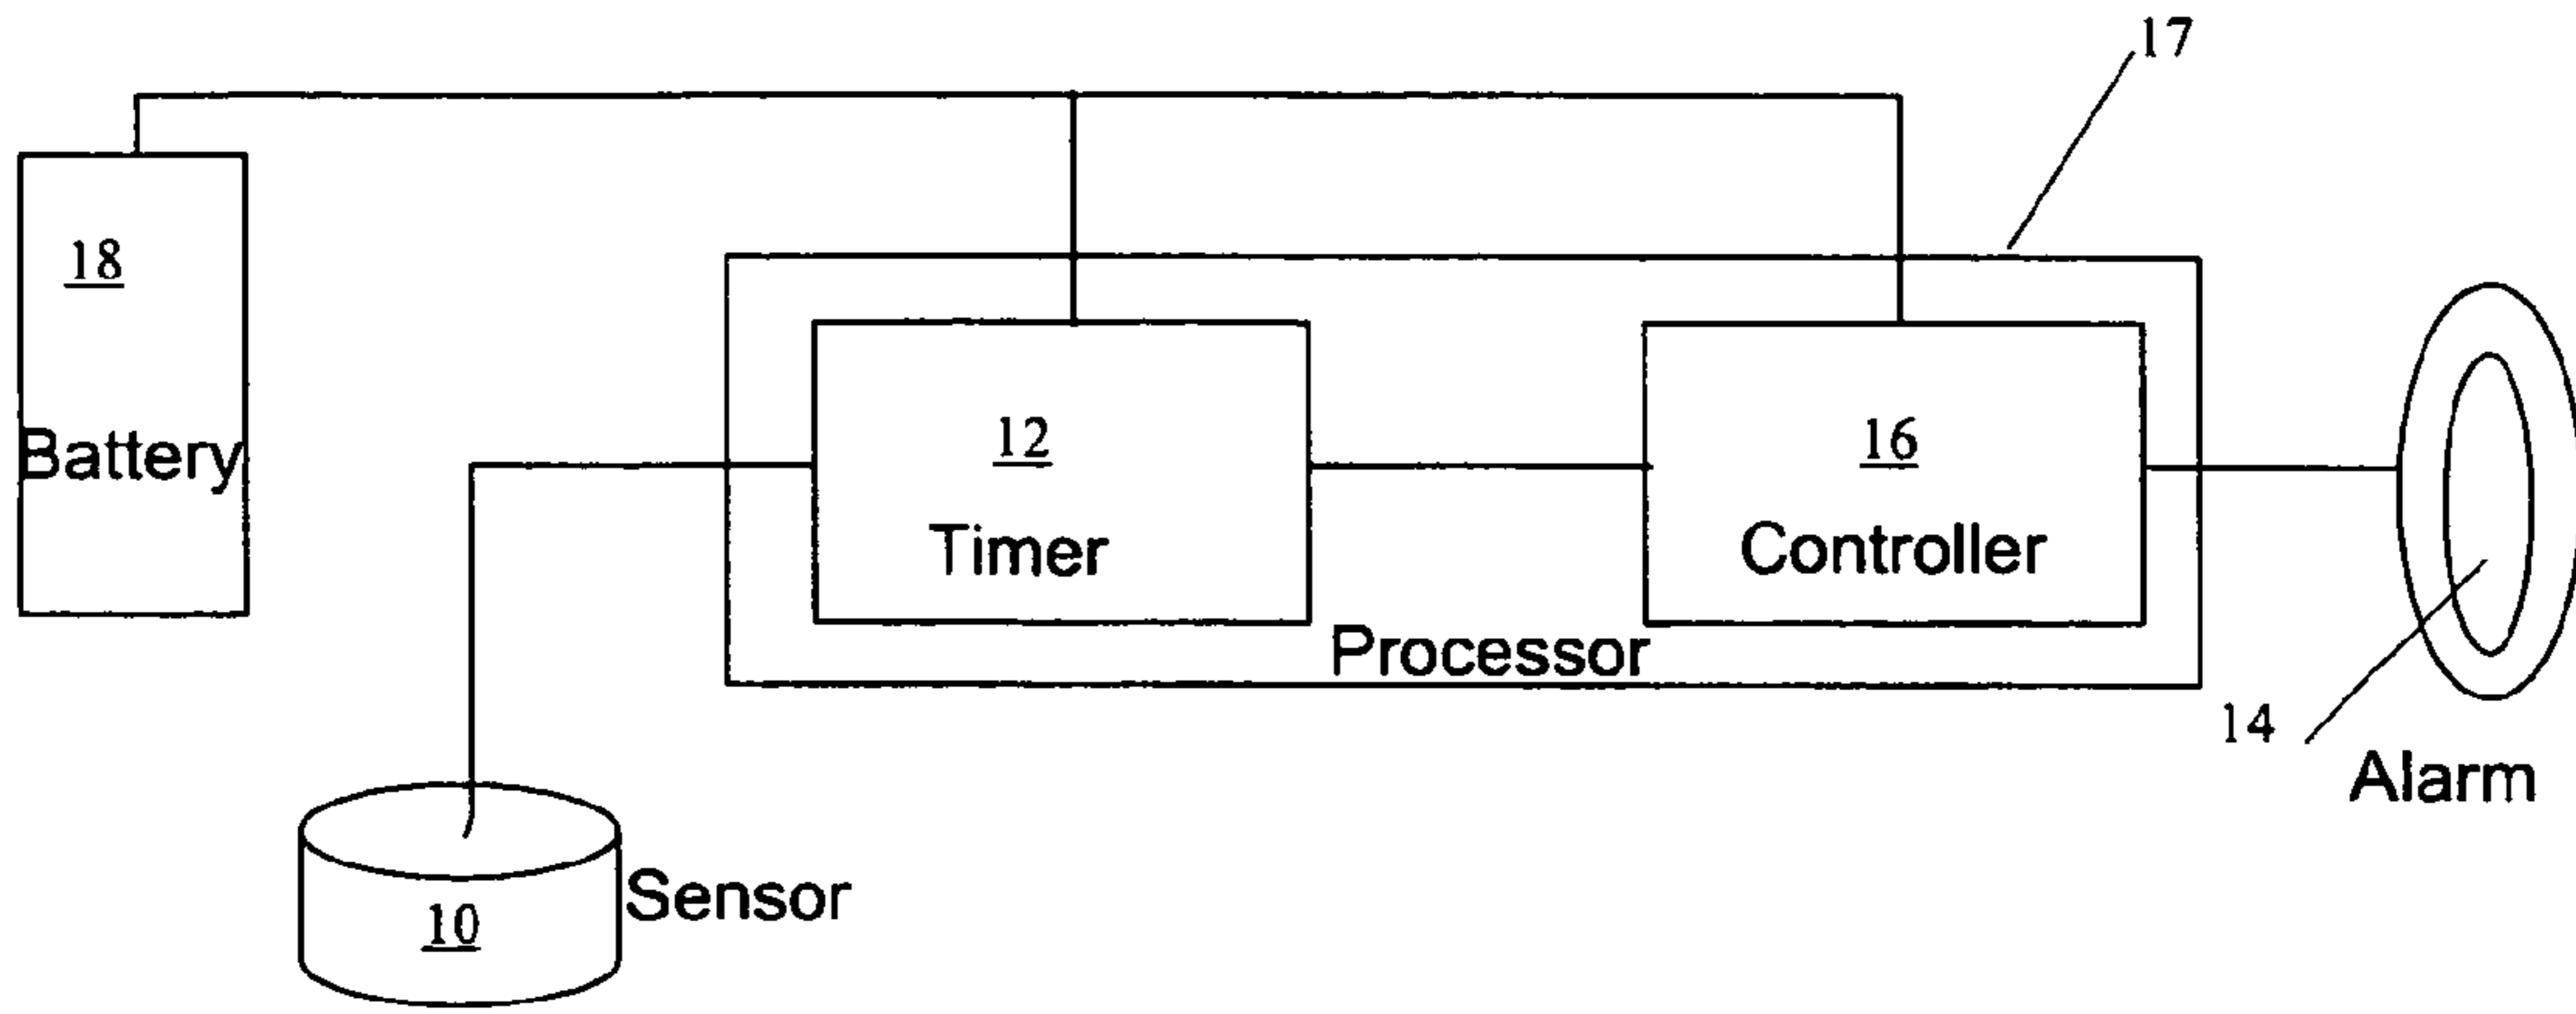 17
18
Battery
12
Timer
16
Controller
Processor
14
Alarm
10
Sensor